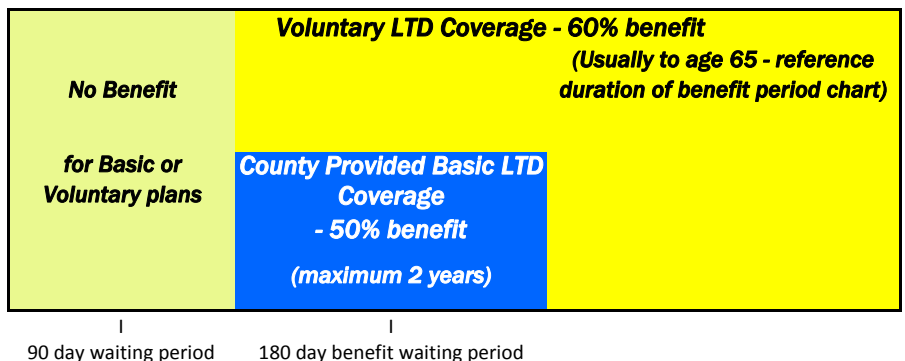 Voluntary LTD Coverage - 60% benefit
(Usually to age 65 - reference
duration of benefit period chart)
No Benefit
for Basic or
Voluntary plans
County Provided Basic LTD
Coverage
- 50% benefit
(maximum 2 years)
90 day waiting period
180 day benefit waiting period